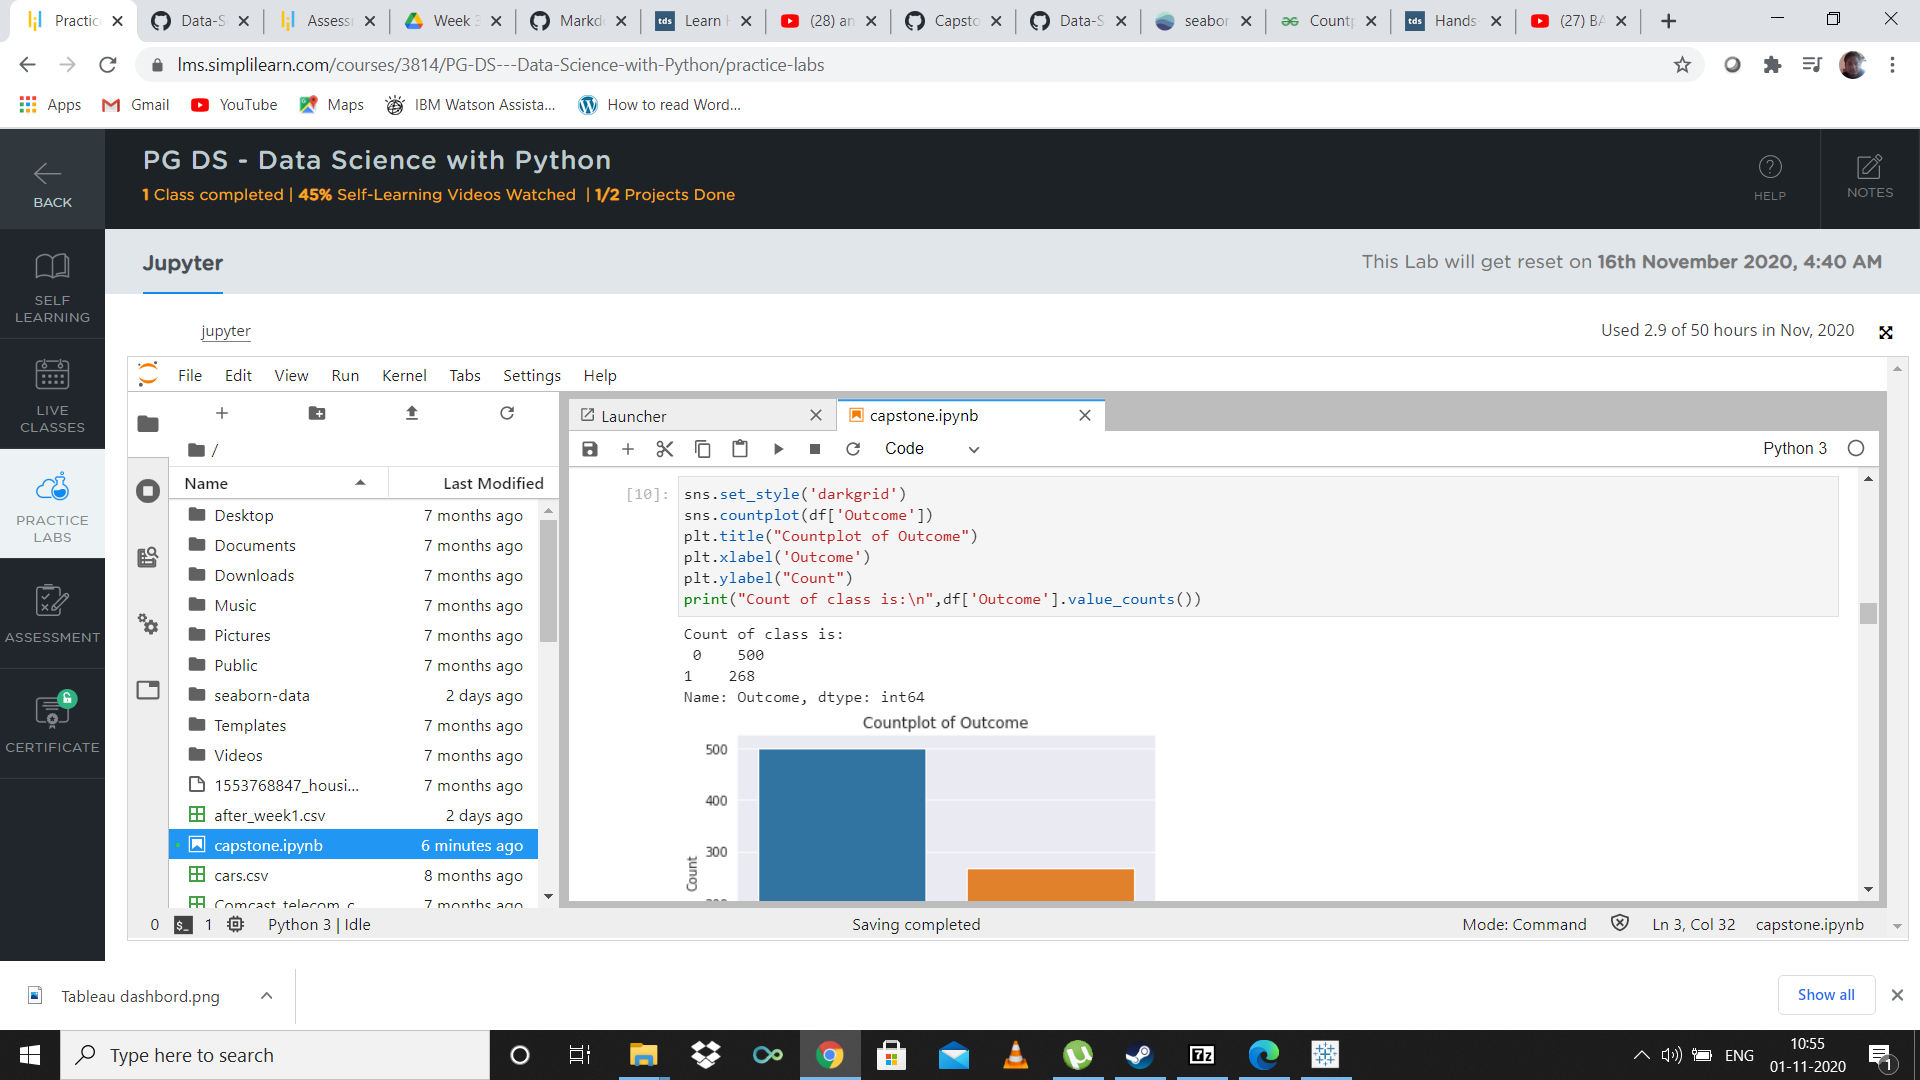 Practice
Data-S
Assessm
Week 3
Markd
Learn
(28) an
Capsto
Data-S
seabor
Count
Hands
(27) BA
lms.simplilearn.com/courses/3814/PG-DS---Data-Science-with-Python/practice-labs
Apps
Gmail
YouTube
Maps
IBM Watson Assista...
How to read Word...
BACK
PG DS - Data Science with Python
1 Class completed | 45% Self-Learning Videos Watched | 1/2 Projects Done
HELP
NOTES
SELF
LEARNING
LIVE
CLASSES
PRACTICE
LABS
ASSESSMENT
CERTIFICATE
Jupyter
This Lab will get reset on 16th November 2020, 4:40 AM
jupyter
Used 2.9 of 50 hours in Nov, 2020
File Edit View Run Kernel Tabs Settings Help
/
Name Last Modified
Desktop 7 months ago
Documents 7 months ago
Downloads 7 months ago
Music 7 months ago
Pictures 7 months ago
Public 7 months ago
seaborn-data 2 days ago
Templates 7 months ago
Videos 7 months ago
1553768847_housi... 7 months ago
after_week1.csv 2 days ago
capstone.ipynb 6 minutes ago
cars.csv 8 months ago
Comcast_telecom_c 7 months ago
Launcher
capstone.ipynb
Code
Python 3
[10]:
sns.set_style('darkgrid')
sns.countplot(df['Outcome'])
plt.title("Countplot of Outcome")
plt.xlabel('Outcome')
plt.ylabel("Count")
print("Count of class is:\n",df['Outcome'].value_counts())
Count of class is:
0 500
1 268
Name: Outcome, dtype: int64
Countplot of Outcome
500
400
300
Count
0 $_ 1 Python 3 | Idle
Saving completed
Mode: Command
Ln 3, Col 32
capstone.ipynb
Tableau dashbord.png
Show all
Type here to search
ENG
10:55
01-11-2020
1